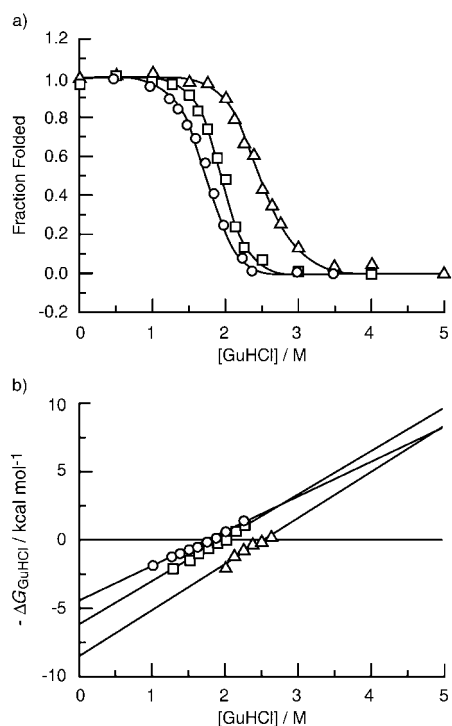 a)
1.2
1.0
0.8
0.6
0.4
0.2
0.0
-0.2
Fraction Folded
0 1 2 3 4 5
[GuHCl] / M
b)
10
5
0
-5
-10
- ΔG GuHCl / kcal mol-1
0 1 2 3 4 5
[GuHCl] / M